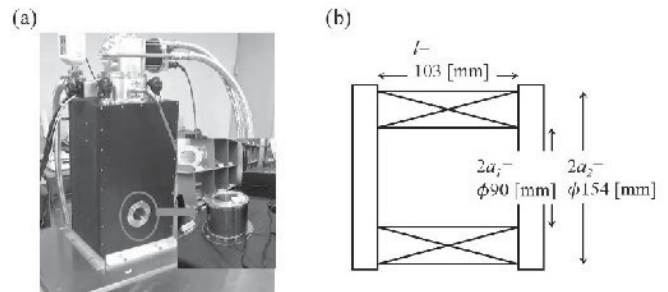 (a)
(b)
l=
103 [mm]
2a₁=
ϕ90 [mm]
2a₂=
ϕ154 [mm]